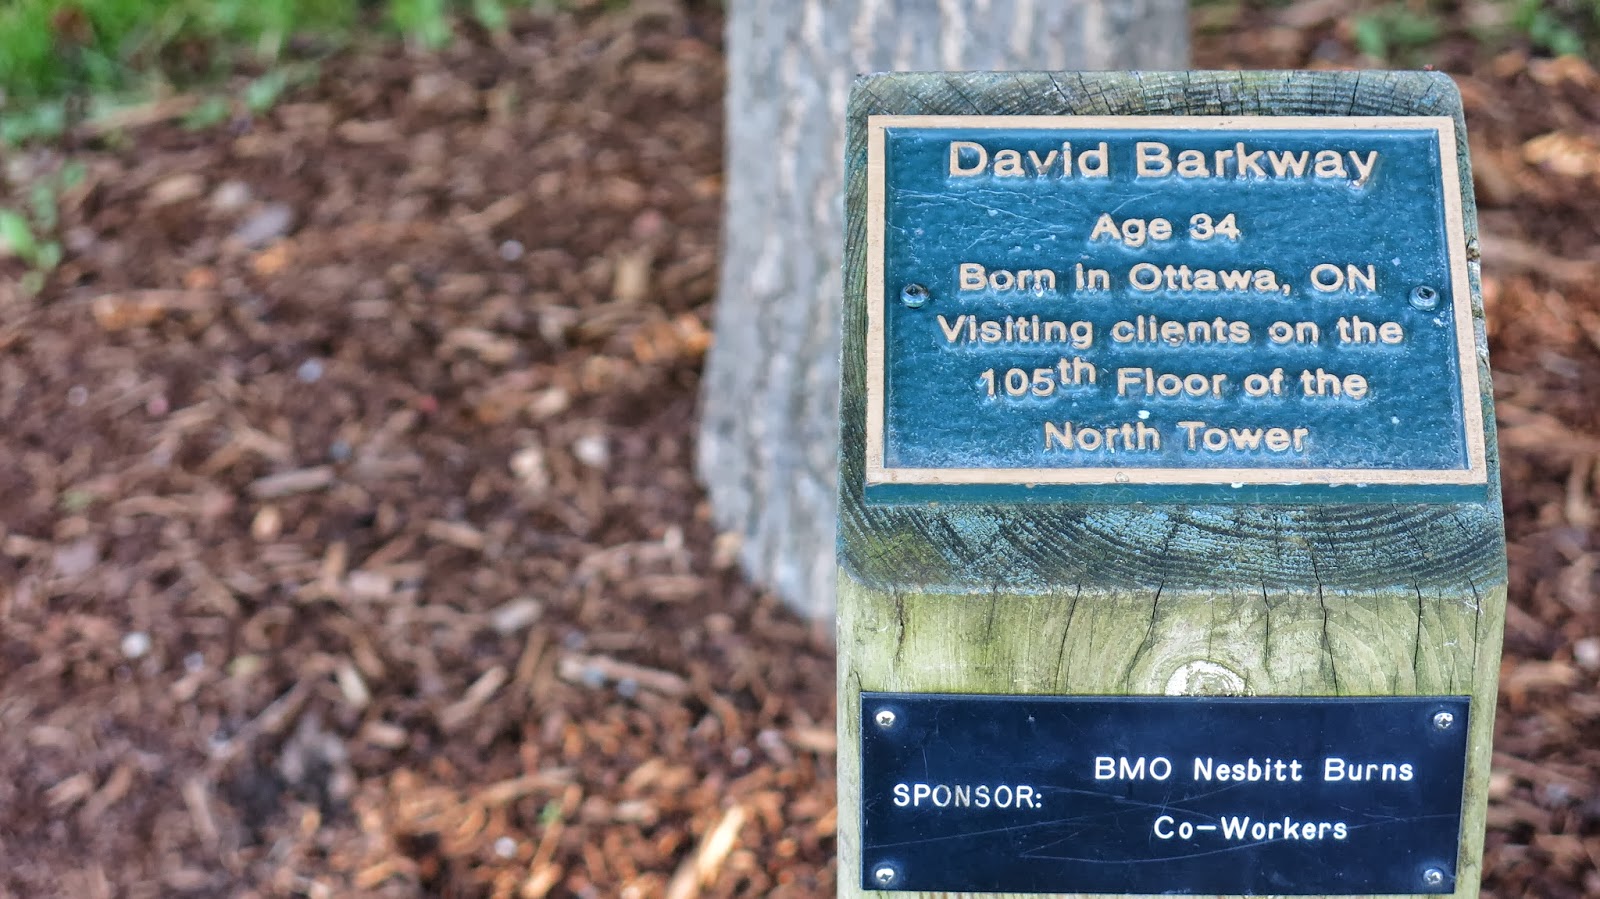 David Barkway
Age 34
Born in Ottawa, ON
Visiting clients on the
105th Floor of the
North Tower
SPONSOR:
BMO Nesbitt Burns
Co-Workers